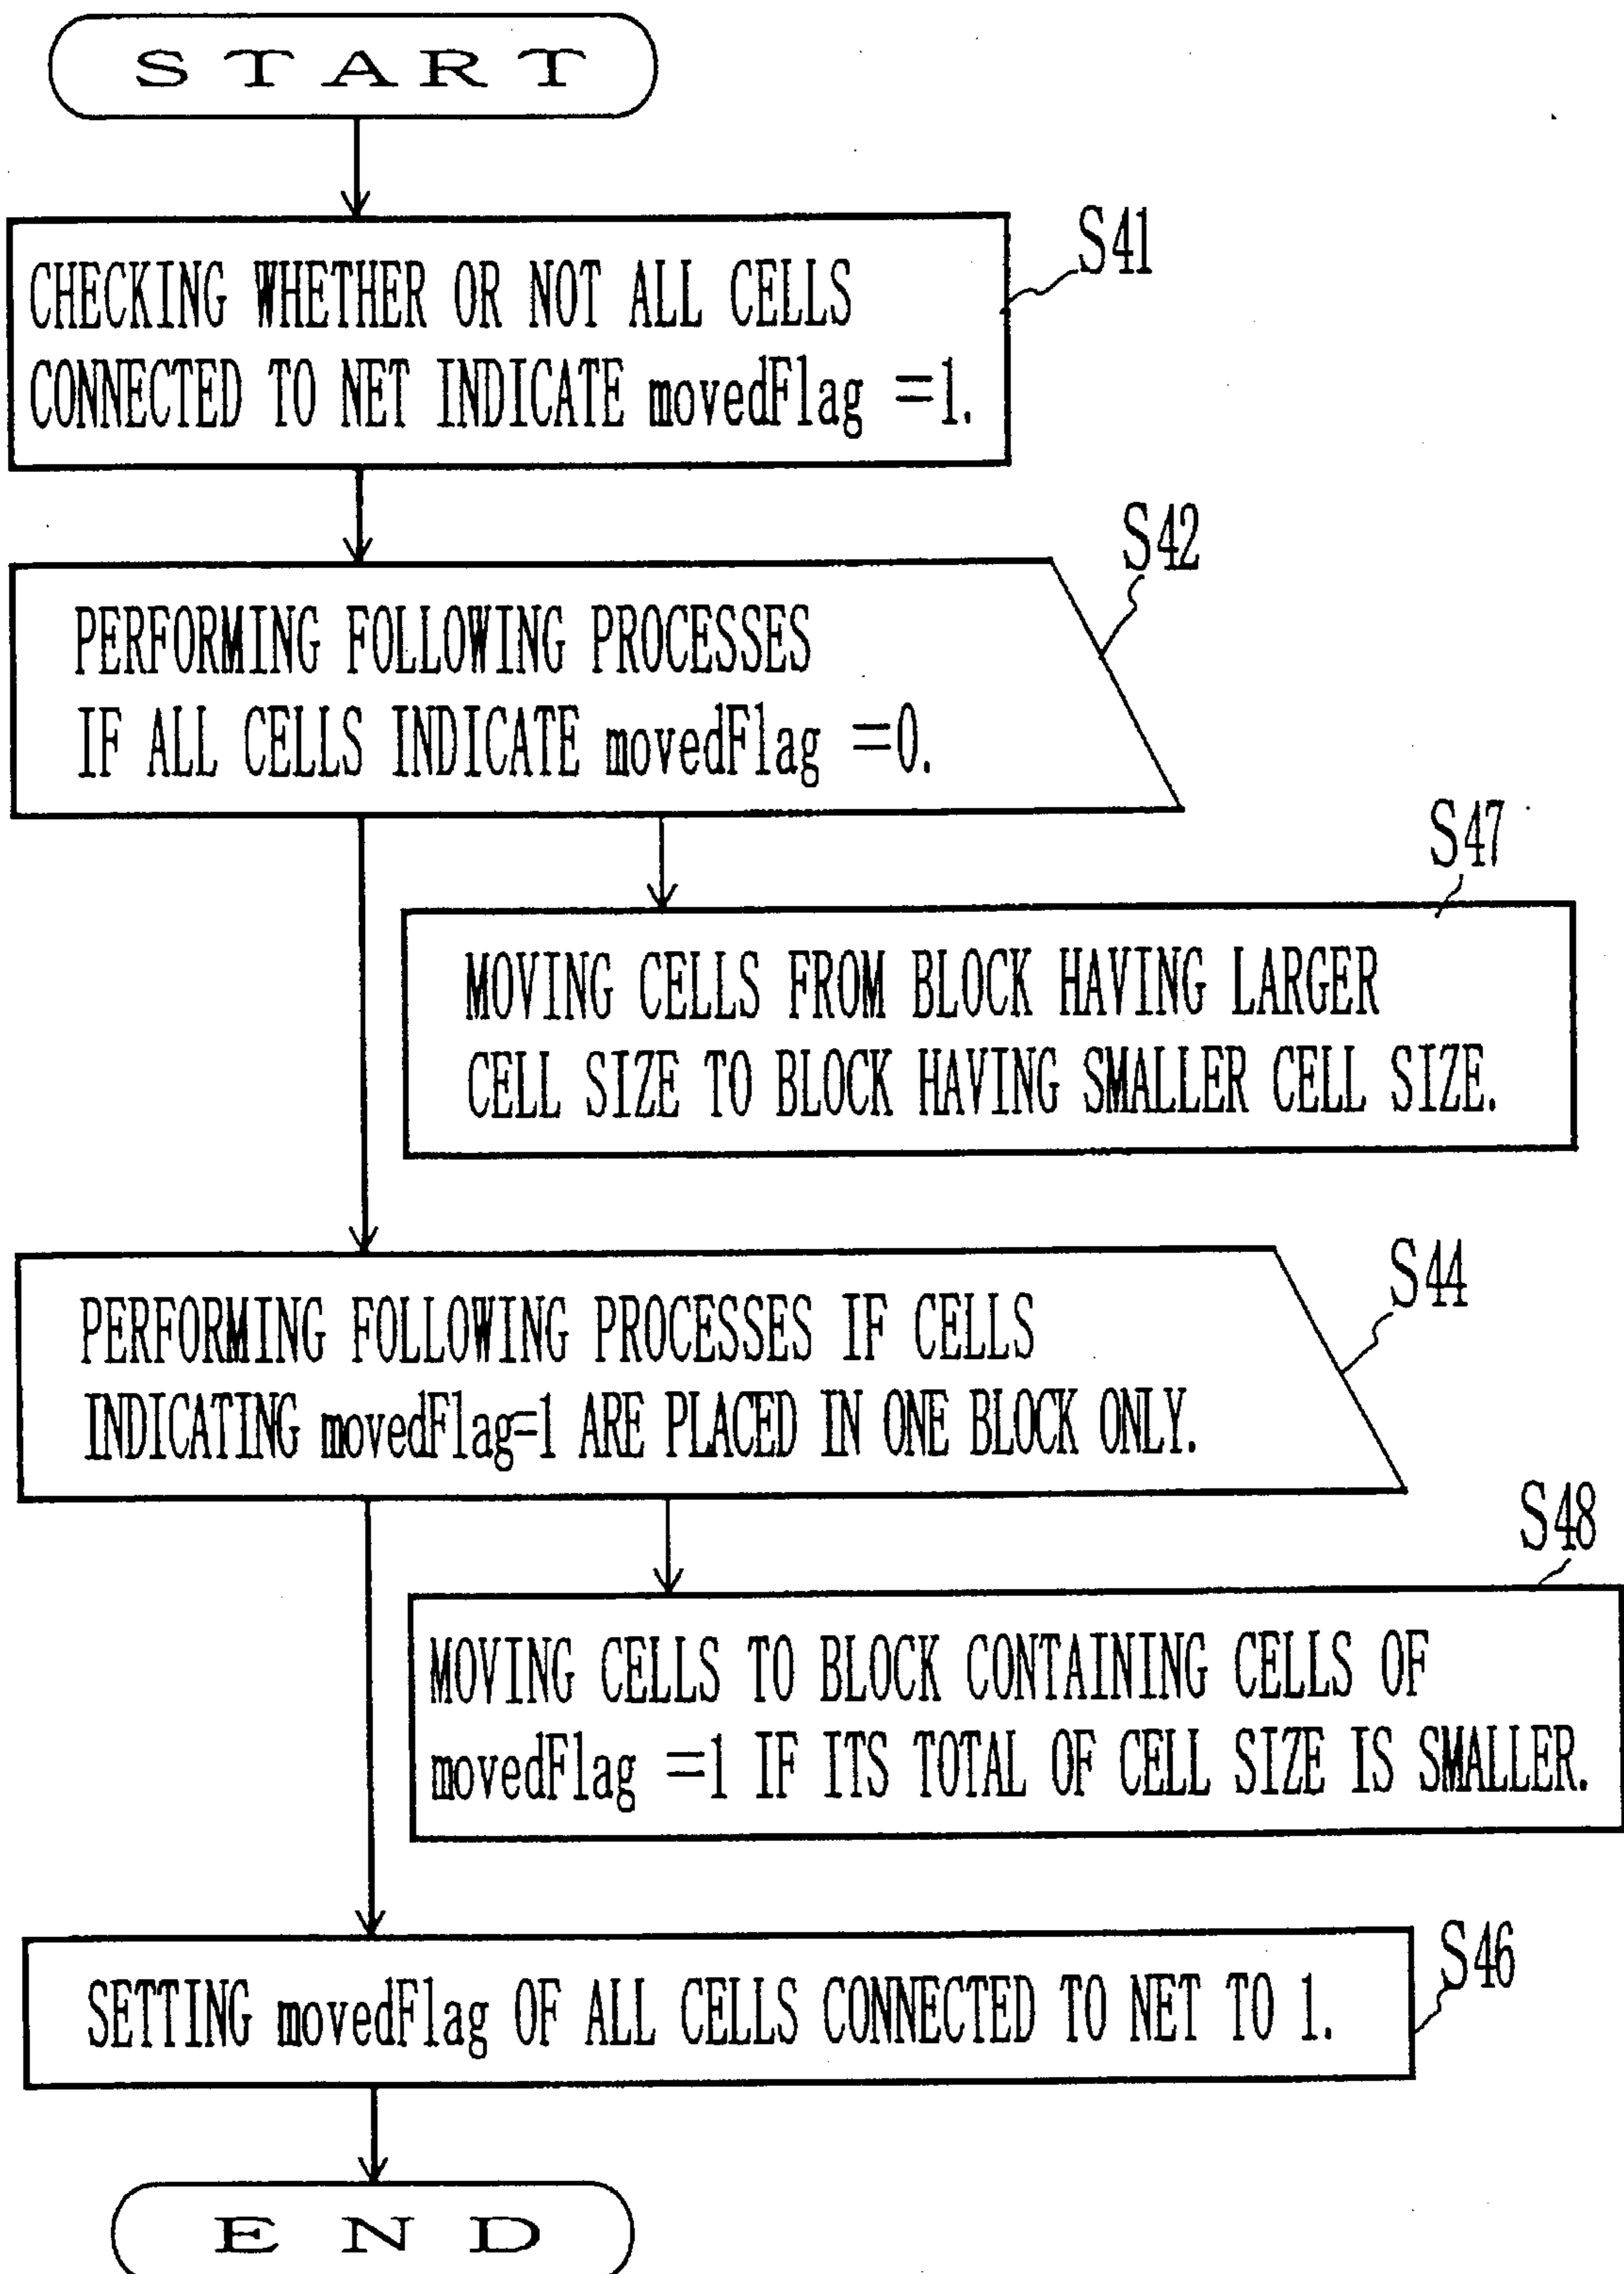 START
S41
CHECKING WHETHER OR NOT ALL CELLS
CONNECTED TO NET INDICATE movedFlag =1.
S42
PERFORMING FOLLOWING PROCESSES
IF ALL CELLS INDICATE movedFlag =0.
S47
MOVING CELLS FROM BLOCK HAVING LARGER
CELL SIZE TO BLOCK HAVING SMALLER CELL SIZE.
S44
PERFORMING FOLLOWING PROCESSES IF CELLS
INDICATING movedFlag=1 ARE PLACED IN ONE BLOCK ONLY.
S48
MOVING CELLS TO BLOCK CONTAINING CELLS OF
movedFlag =1 IF ITS TOTAL OF CELL SIZE IS SMALLER.
S46
SETTING movedFlag OF ALL CELLS CONNECTED TO NET TO 1.
END